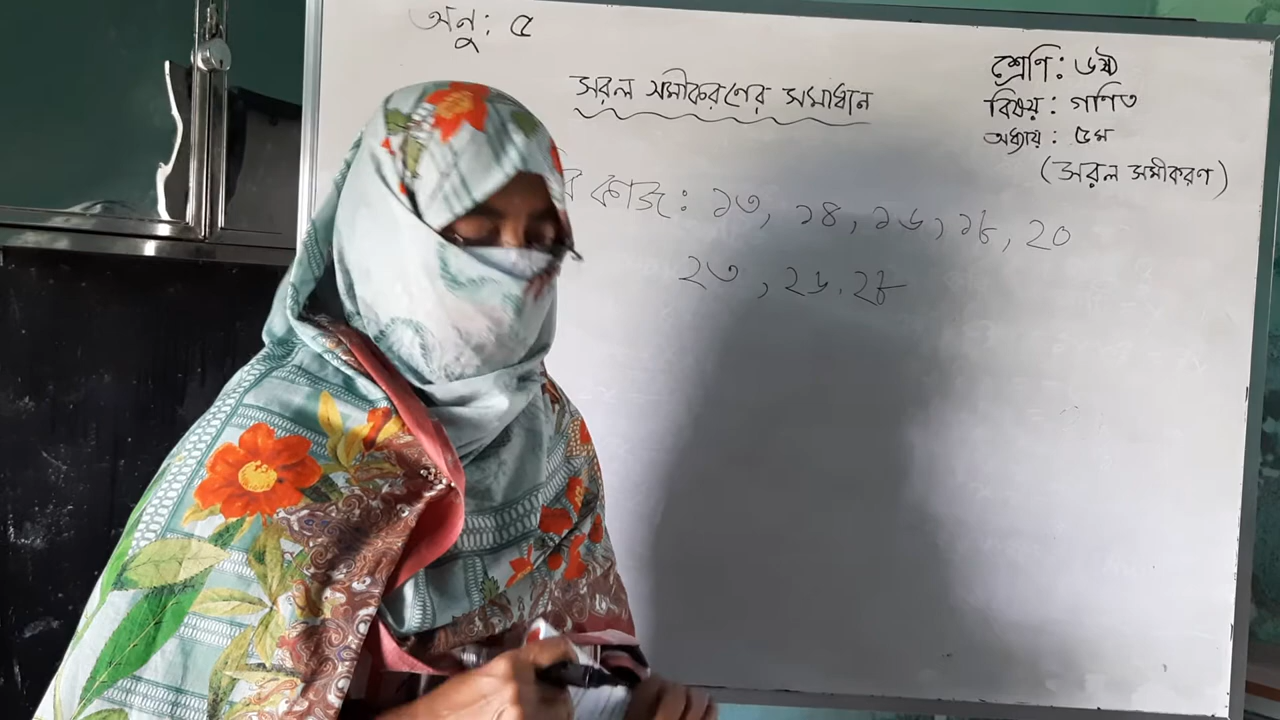 অনু: ৫
সরল সমীকরণের সমাধান
শ্রেণি: ৬ষ্ঠ
বিষয়: গণিত
অধ্যায়: ৫ম
(সরল সমীকরণ)
র কাজ: ১৩, ১৪, ১৬, ১৮, ২০
২৩, ২৬, ২৮